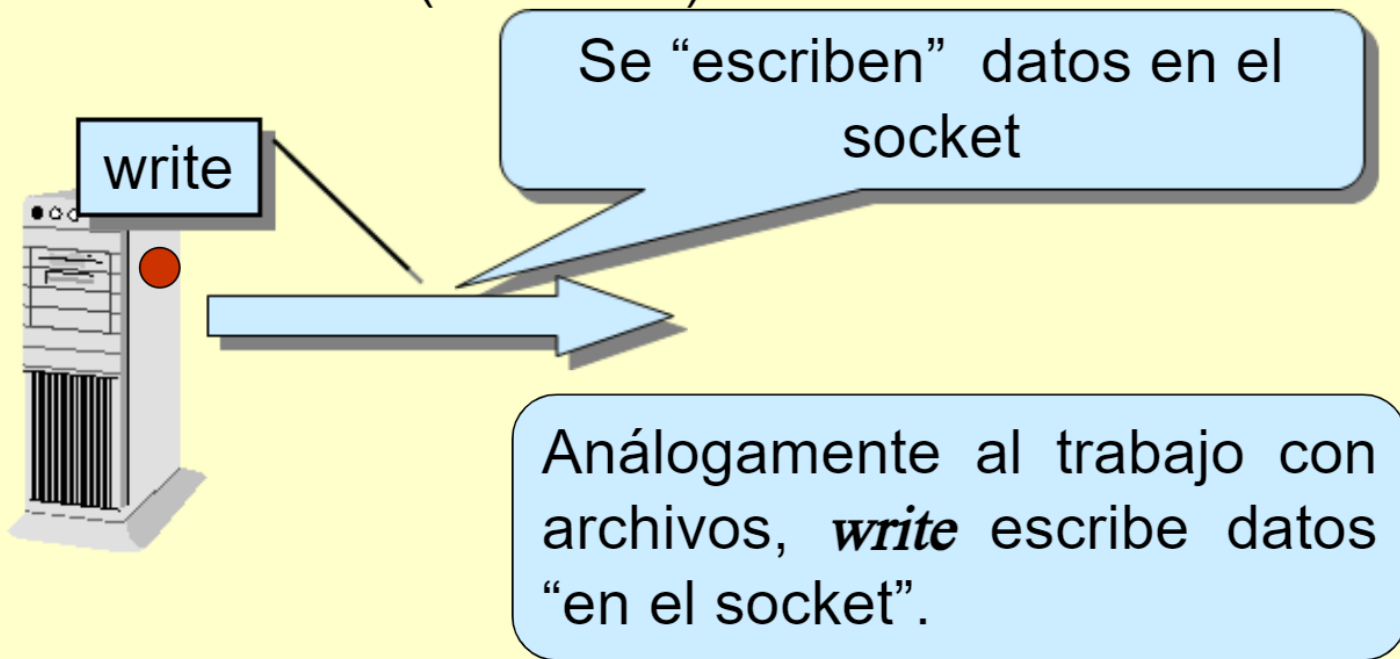 Se “escriben” datos en el
socket
write
Análogamente al trabajo con
archivos, write escribe datos
“en el socket”.